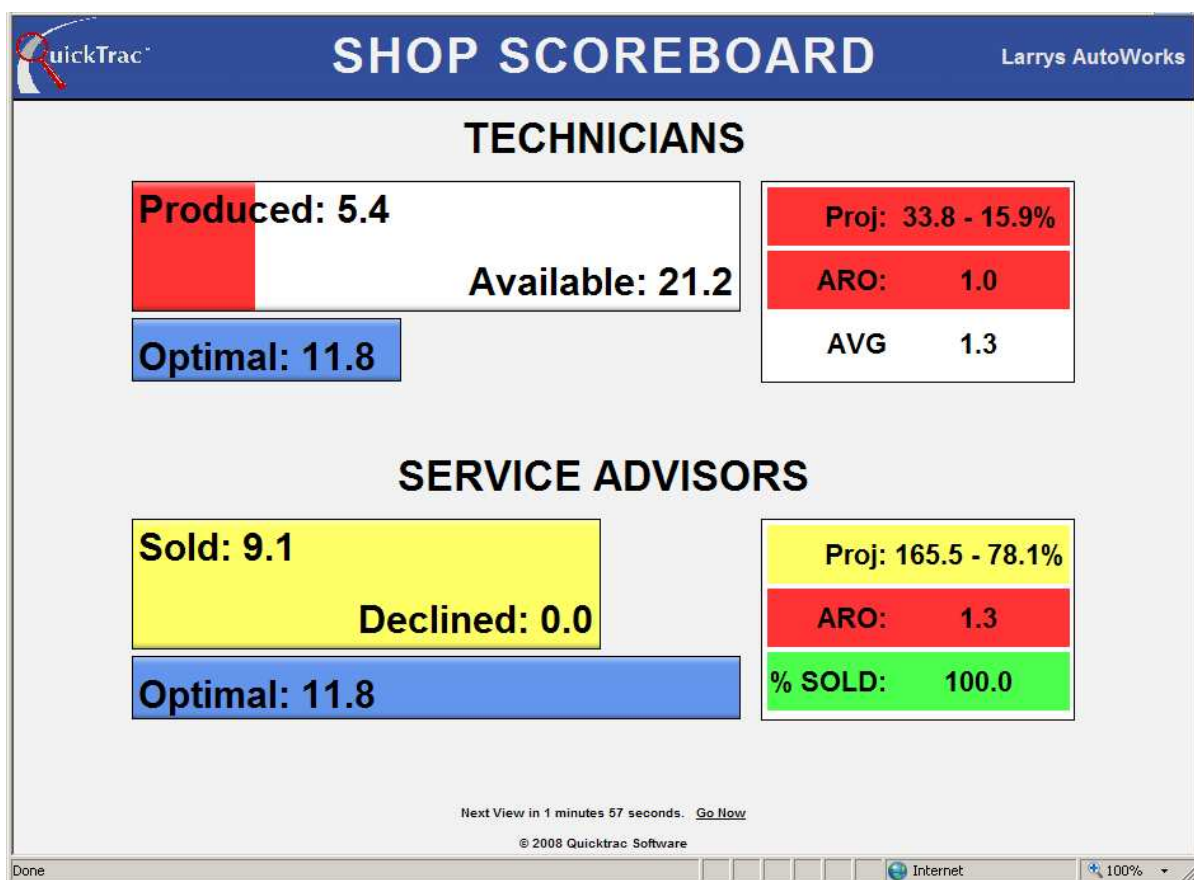 QuickTrac™
SHOP SCOREBOARD
Larrys AutoWorks
TECHNICIANS
Produced: 5.4
Available: 21.2
Optimal: 11.8
Proj: 33.8 - 15.9%
ARO: 1.0
AVG 1.3
SERVICE ADVISORS
Sold: 9.1
Declined: 0.0
Optimal: 11.8
Proj: 165.5 - 78.1%
ARO: 1.3
% SOLD: 100.0
Next View in 1 minutes 57 seconds. Go Now
© 2008 Quicktrac Software
Done
Internet
100%